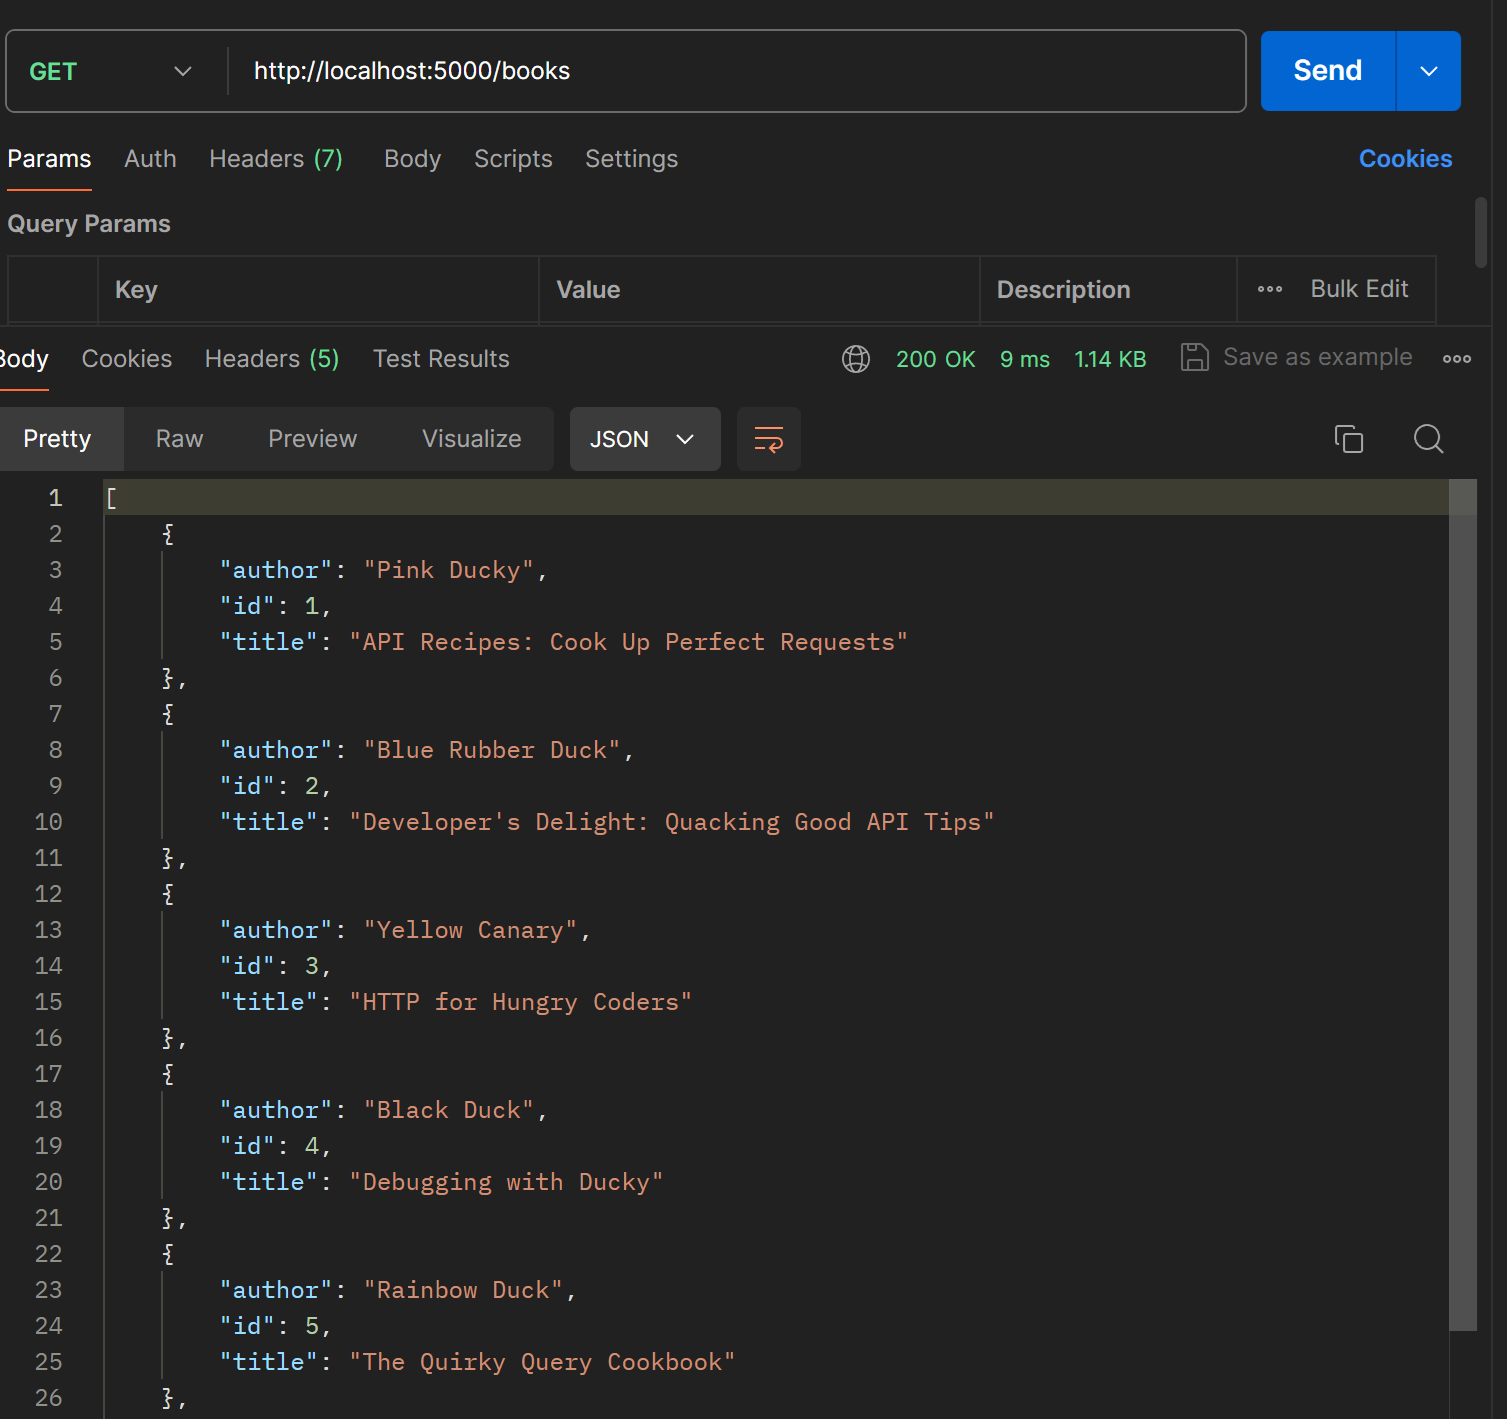 GET http://localhost:5000/books Send
Params Auth Headers (7) Body Scripts Settings Cookies
Query Params
Key Value Description Bulk Edit
Body Cookies Headers (5) Test Results 200 OK 9 ms 1.14 KB Save as example
Pretty Raw Preview Visualize JSON
1 [
2 {
3 "author": "Pink Ducky",
4 "id": 1,
5 "title": "API Recipes: Cook Up Perfect Requests"
6 },
7 {
8 "author": "Blue Rubber Duck",
9 "id": 2,
10 "title": "Developer's Delight: Quacking Good API Tips"
11 },
12 {
13 "author": "Yellow Canary",
14 "id": 3,
15 "title": "HTTP for Hungry Coders"
16 },
17 {
18 "author": "Black Duck",
19 "id": 4,
20 "title": "Debugging with Ducky"
21 },
22 {
23 "author": "Rainbow Duck",
24 "id": 5,
25 "title": "The Quirky Query Cookbook"
26 },